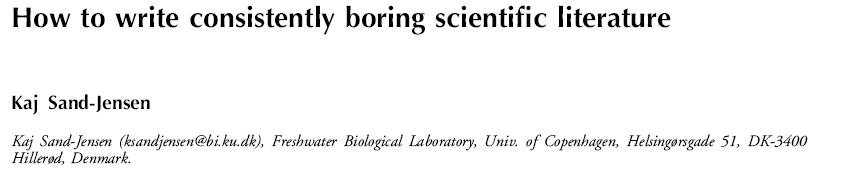 How to write consistently boring scientific literature
Kaj Sand-Jensen
Kaj Sand-Jensen (ksandjensen@bi.ku.dk), Freshwater Biological Laboratory, Univ. of Copenhagen, Helsingørsgade 51, DK-3400
Hillerød, Denmark.